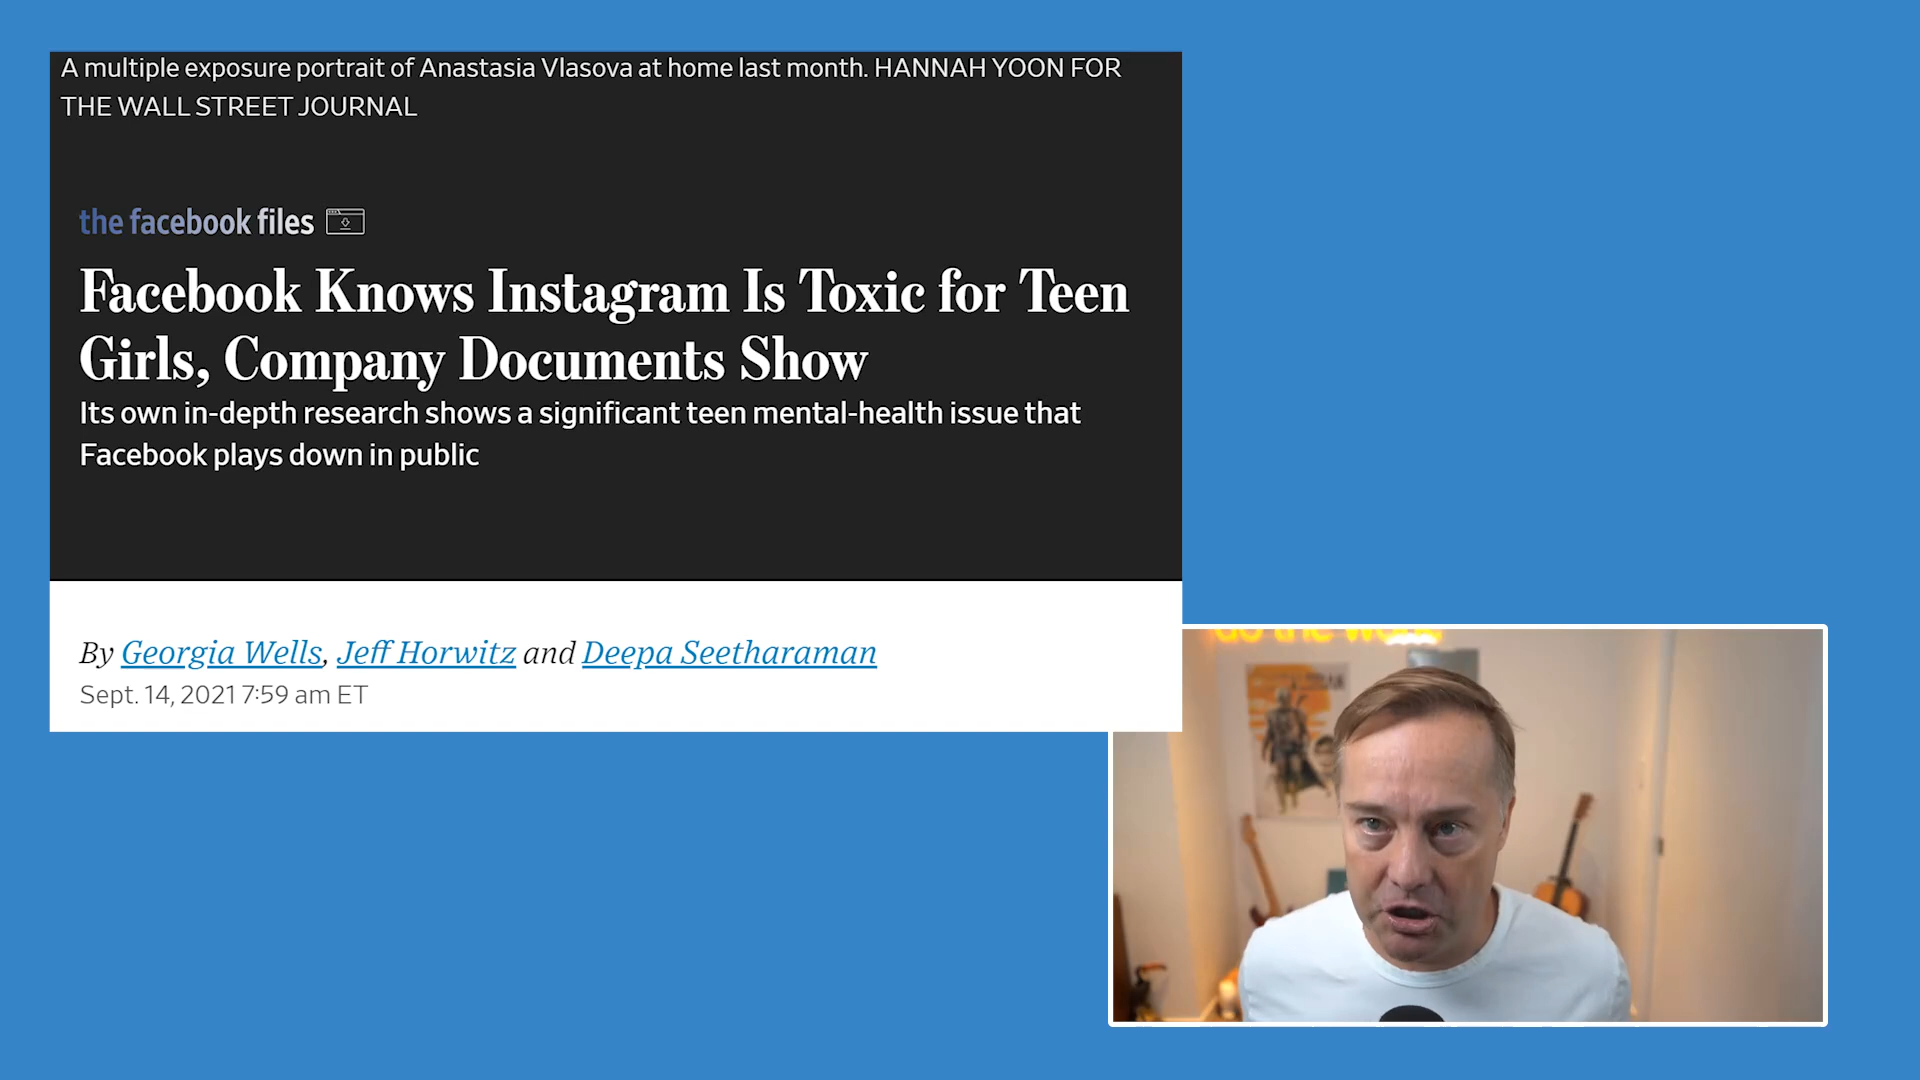 A multiple exposure portrait of Anastasia Vlasova at home last month. HANNAH YOON FOR
THE WALL STREET JOURNAL
the facebook files
Facebook Knows Instagram Is Toxic for Teen
Girls, Company Documents Show
Its own in-depth research shows a significant teen mental-health issue that
Facebook plays down in public
By Georgia Wells, Jeff Horwitz and Deepa Seetharaman
Sept. 14, 2021 7:59 am ET
do the work